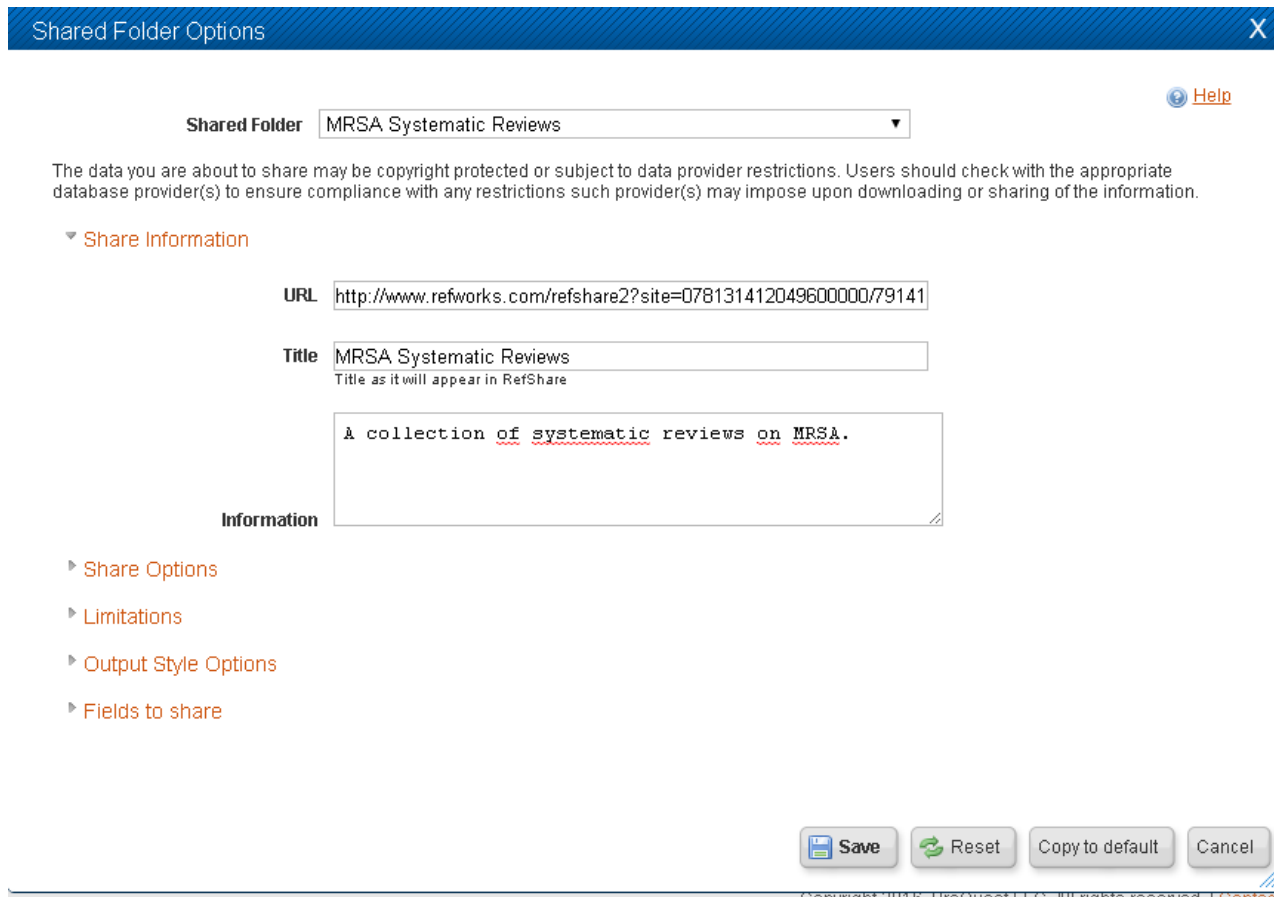 Shared Folder Options
X
Help
Shared Folder MRSA Systematic Reviews
The data you are about to share may be copyright protected or subject to data provider restrictions. Users should check with the appropriate
database provider(s) to ensure compliance with any restrictions such provider(s) may impose upon downloading or sharing of the information.
Share Information
URL http://www.refworks.com/refshare2?site=078131412049600000/79141
Title MRSA Systematic Reviews
Title as it will appear in RefShare
A collection of systematic reviews on MRSA.
Information
Share Options
Limitations
Output Style Options
Fields to share
Save Reset Copy to default Cancel